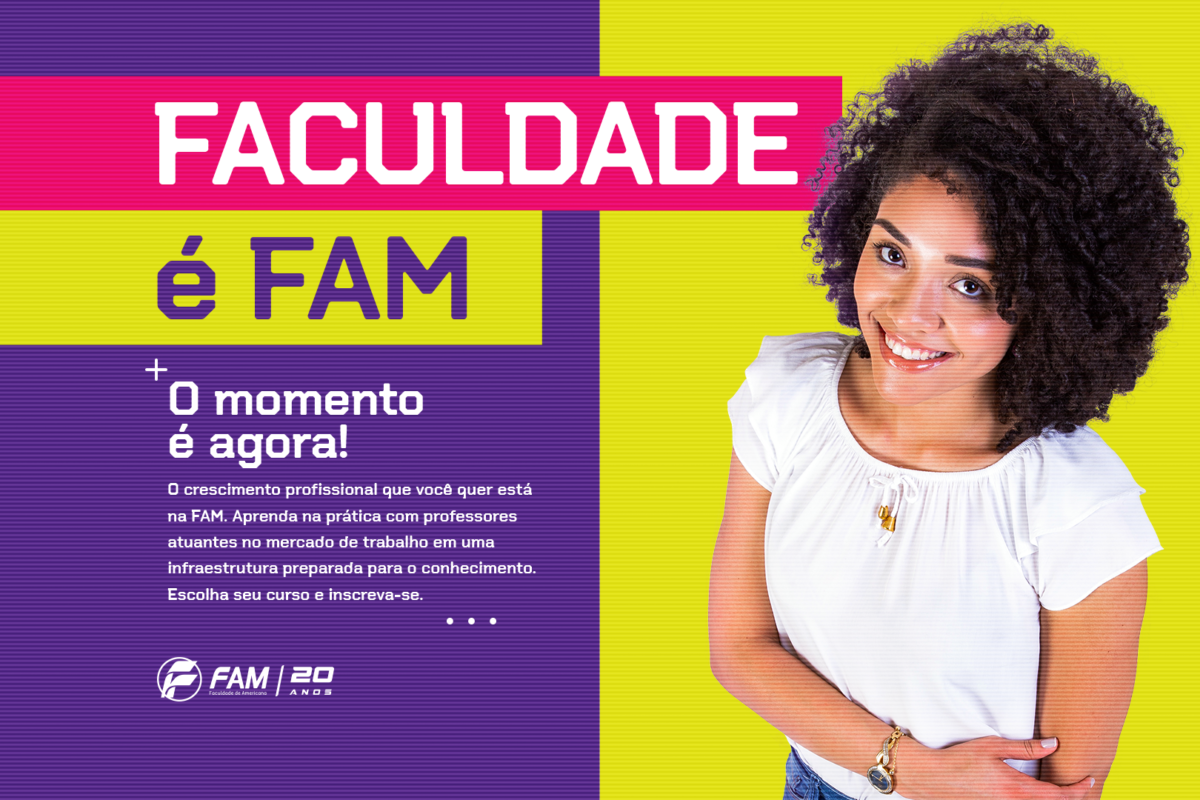 FACULDADE
é FAM
O momento
é agora!
O crescimento profissional que você quer está
na FAM. Aprenda na prática com professores
atuantes no mercado de trabalho em uma
infraestrutura preparada para o conhecimento.
Escolha seu curso e inscreva-se.
FAM | 20
Faculdade de Americana ANOS